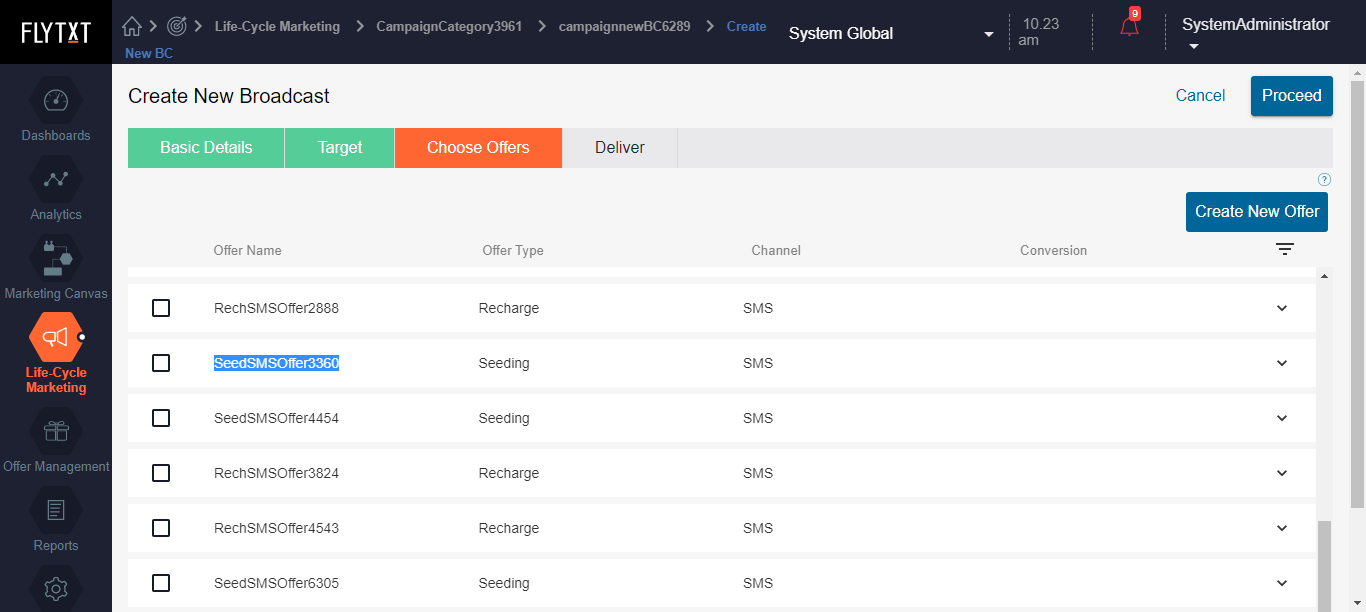 FLYTXT
Life-Cycle Marketing
CampaignCategory3961
campaignnewBC6289
Create
New BC
System Global
10.23
am
9
SystemAdministrator
Dashboards
Analytics
Marketing Canvas
Life-Cycle
Marketing
Offer Management
Reports
Create New Broadcast
Cancel
Proceed
Basic Details
Target
Choose Offers
Deliver
?
Create New Offer
Offer Name Offer Type Channel Conversion
RechSMSOffer2888 Recharge SMS
SeedSMSOffer3360 Seeding SMS
SeedSMSOffer4454 Seeding SMS
RechSMSOffer3824 Recharge SMS
RechSMSOffer4543 Recharge SMS
SeedSMSOffer6305 Seeding SMS